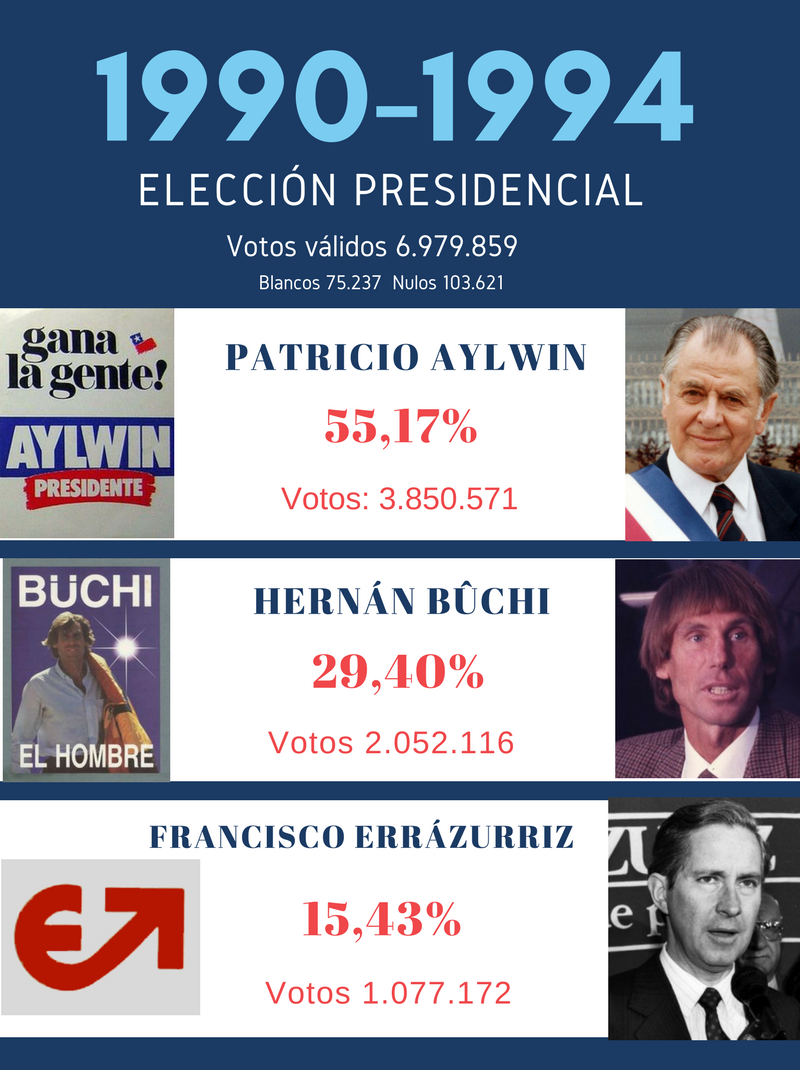 1990-1994
ELECCIÓN PRESIDENCIAL
Votos válidos 6.979.859
Blancos 75.237 Nulos 103.621
gana
la gente!
AYLWIN
PRESIDENTE
PATRICIO AYLWIN
55,17%
Votos: 3.850.571
BÜCHI
EL HOMBRE
HERNÁN BÛCHI
29,40%
Votos 2.052.116
FRANCISCO ERRÁZURRIZ
15,43%
Votos 1.077.172